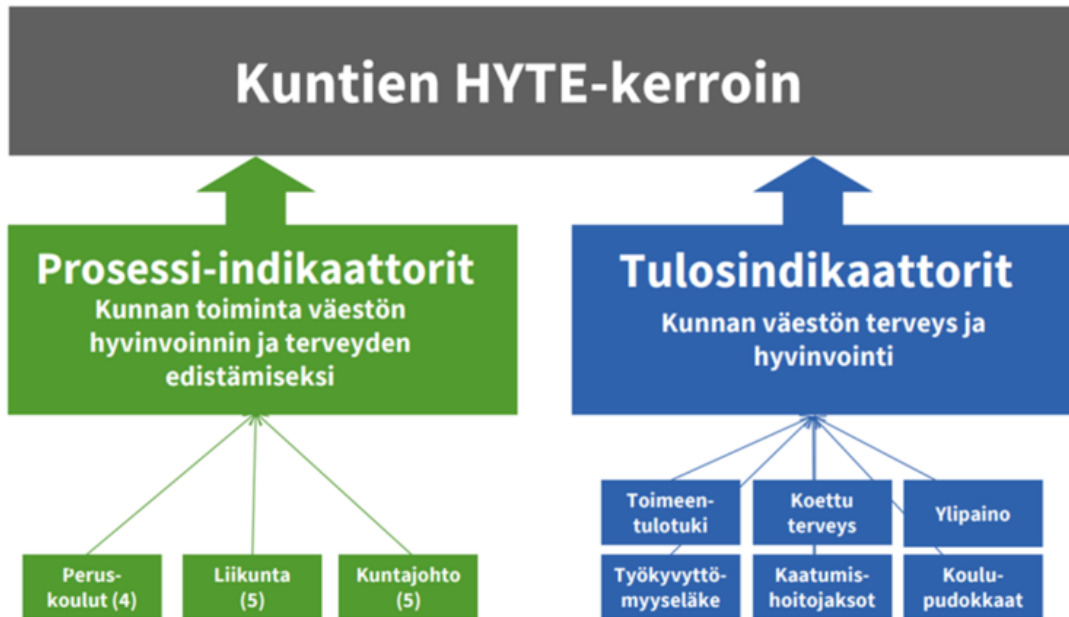 Kuntien HYTE-kerroin
Prosessi-indikaattorit
Kunnan toiminta väestön
hyvinvoinnin ja terveyden
edistämiseksi
Tulosindikaattorit
Kunnan väestön terveys ja
hyvinvointi
Perus-
koulut (4)
Liikunta
(5)
Kuntajohto
(5)
Toimeen-
tulotuki
Koettu
terveys
Ylipaino
Työkyvyttö-
myyseläke
Kaatumis-
hoitojaksot
Koulu-
pudokkaat